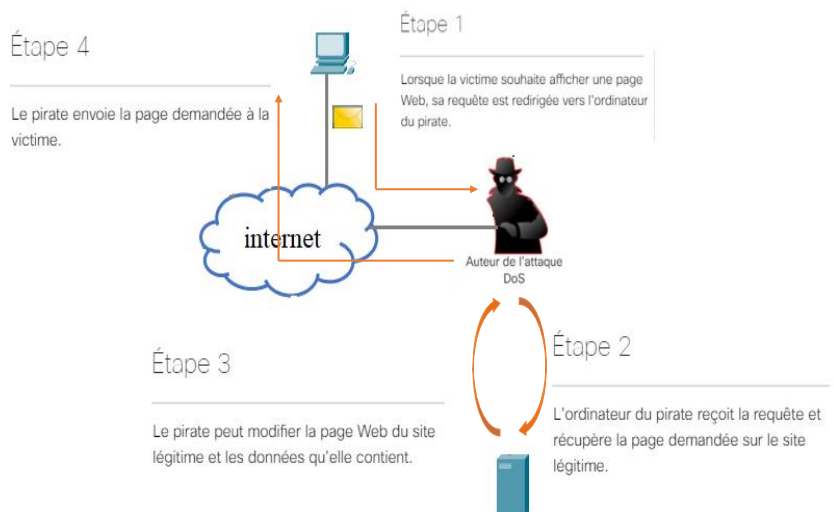 Étape 1
Lorsque la victime souhaite afficher une page
Web, sa requête est redirigée vers l'ordinateur
du pirate.
Étape 4
Le pirate envoie la page demandée à la
victime.
internet
Auteur de l'attaque
DoS
Étape 2
L'ordinateur du pirate reçoit la requête et
récupère la page demandée sur le site
légitime.
Étape 3
Le pirate peut modifier la page Web du site
légitime et les données qu'elle contient.